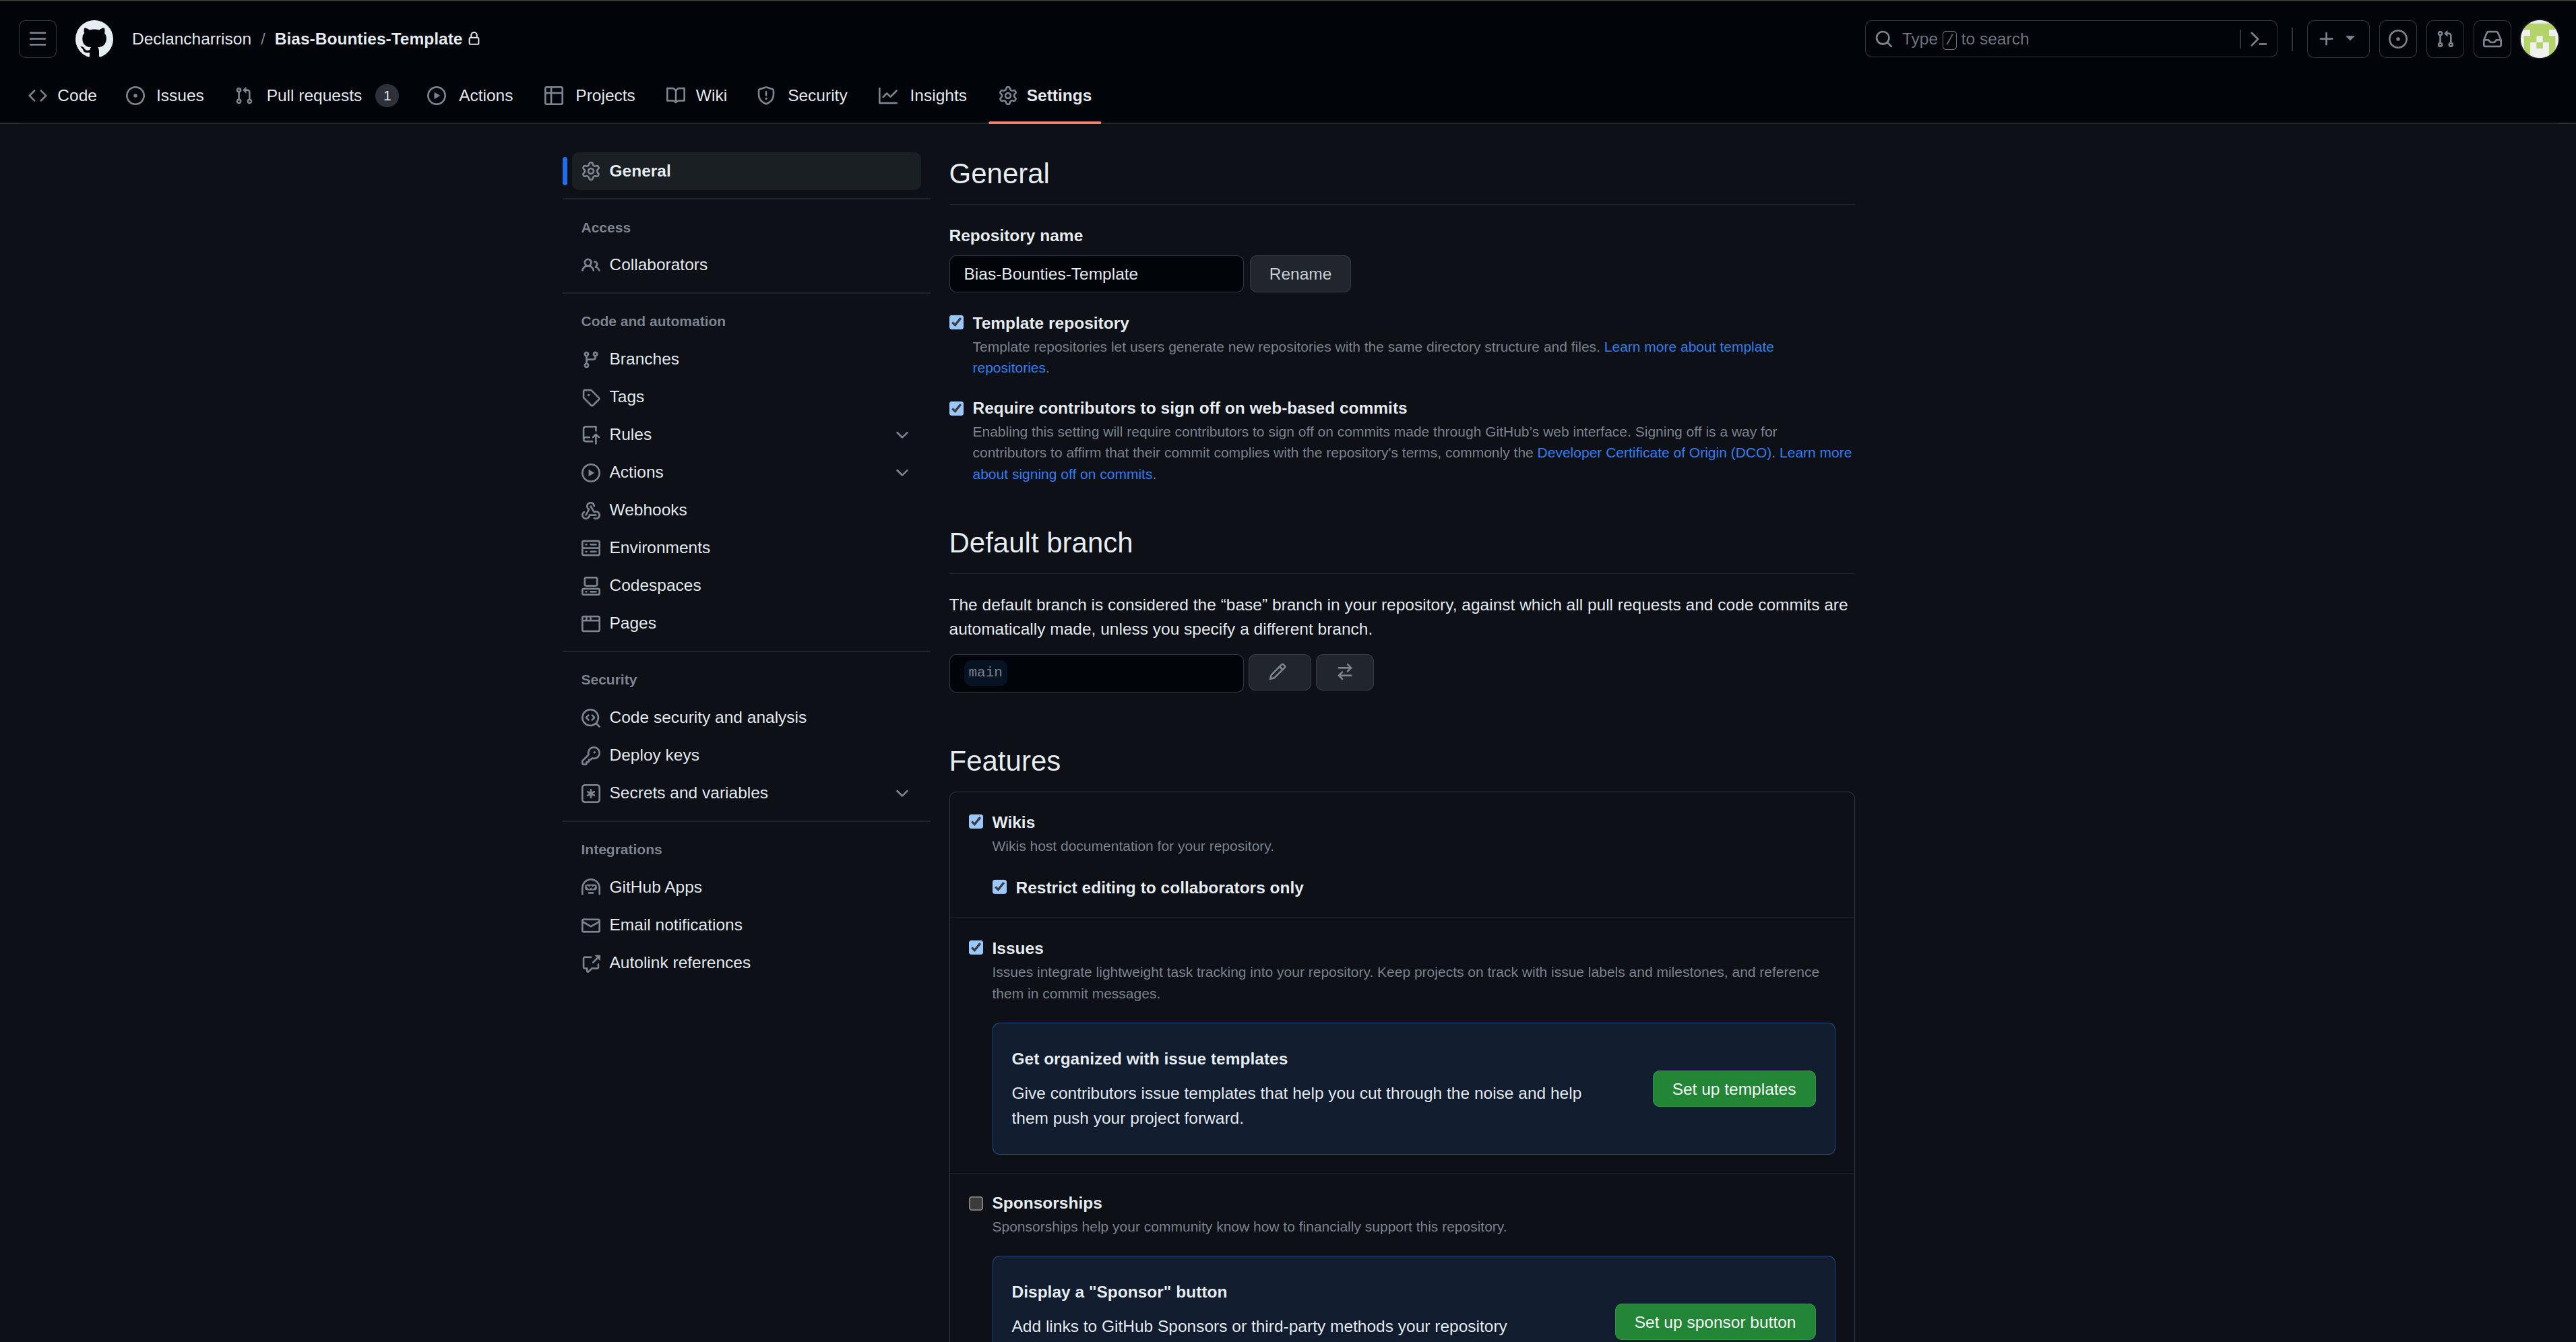 Declancharrison / Bias-Bounties-Template
Type / to search
Code
Issues
Pull requests 1
Actions
Projects
Wiki
Security
Insights
Settings
General
Access
Collaborators
Code and automation
Branches
Tags
Rules
Actions
Webhooks
Environments
Codespaces
Pages
Security
Code security and analysis
Deploy keys
Secrets and variables
Integrations
GitHub Apps
Email notifications
Autolink references
General
Repository name
Bias-Bounties-Template Rename
Template repository
Template repositories let users generate new repositories with the same directory structure and files. Learn more about template
repositories.
Require contributors to sign off on web-based commits
Enabling this setting will require contributors to sign off on commits made through GitHub’s web interface. Signing off is a way for
contributors to affirm that their commit complies with the repository's terms, commonly the Developer Certificate of Origin (DCO). Learn more
about signing off on commits.
Default branch
The default branch is considered the “base” branch in your repository, against which all pull requests and code commits are
automatically made, unless you specify a different branch.
main
Features
Wikis
Wikis host documentation for your repository.
Restrict editing to collaborators only
Issues
Issues integrate lightweight task tracking into your repository. Keep projects on track with issue labels and milestones, and reference
them in commit messages.
Get organized with issue templates
Give contributors issue templates that help you cut through the noise and help
them push your project forward.
Set up templates
Sponsorships
Sponsorships help your community know how to financially support this repository.
Display a "Sponsor" button
Add links to GitHub Sponsors or third-party methods your repository
Set up sponsor button